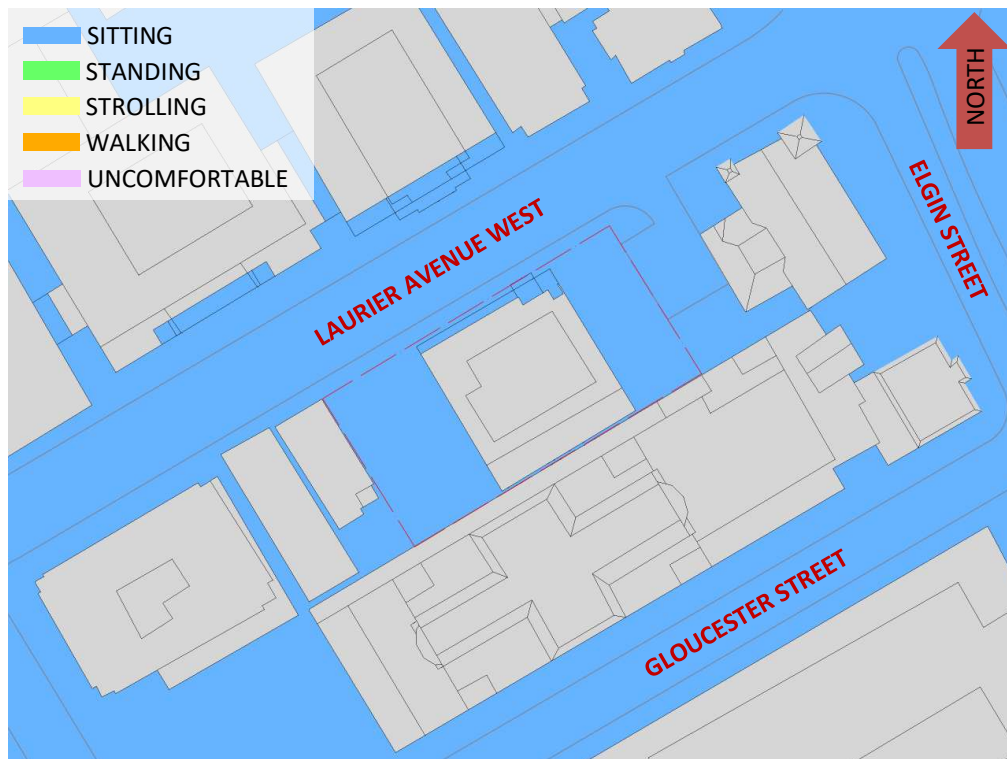 SITTING
STANDING
STROLLING
WALKING
UNCOMFORTABLE
NORTH
LAURIER AVENUE WEST
ELGIN STREET
GLOUCESTER STREET